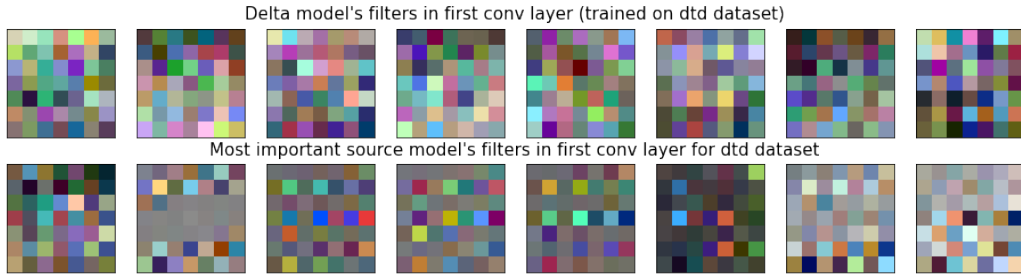 Delta model's filters in first conv layer (trained on dtd dataset)
Most important source model's filters in first conv layer for dtd dataset